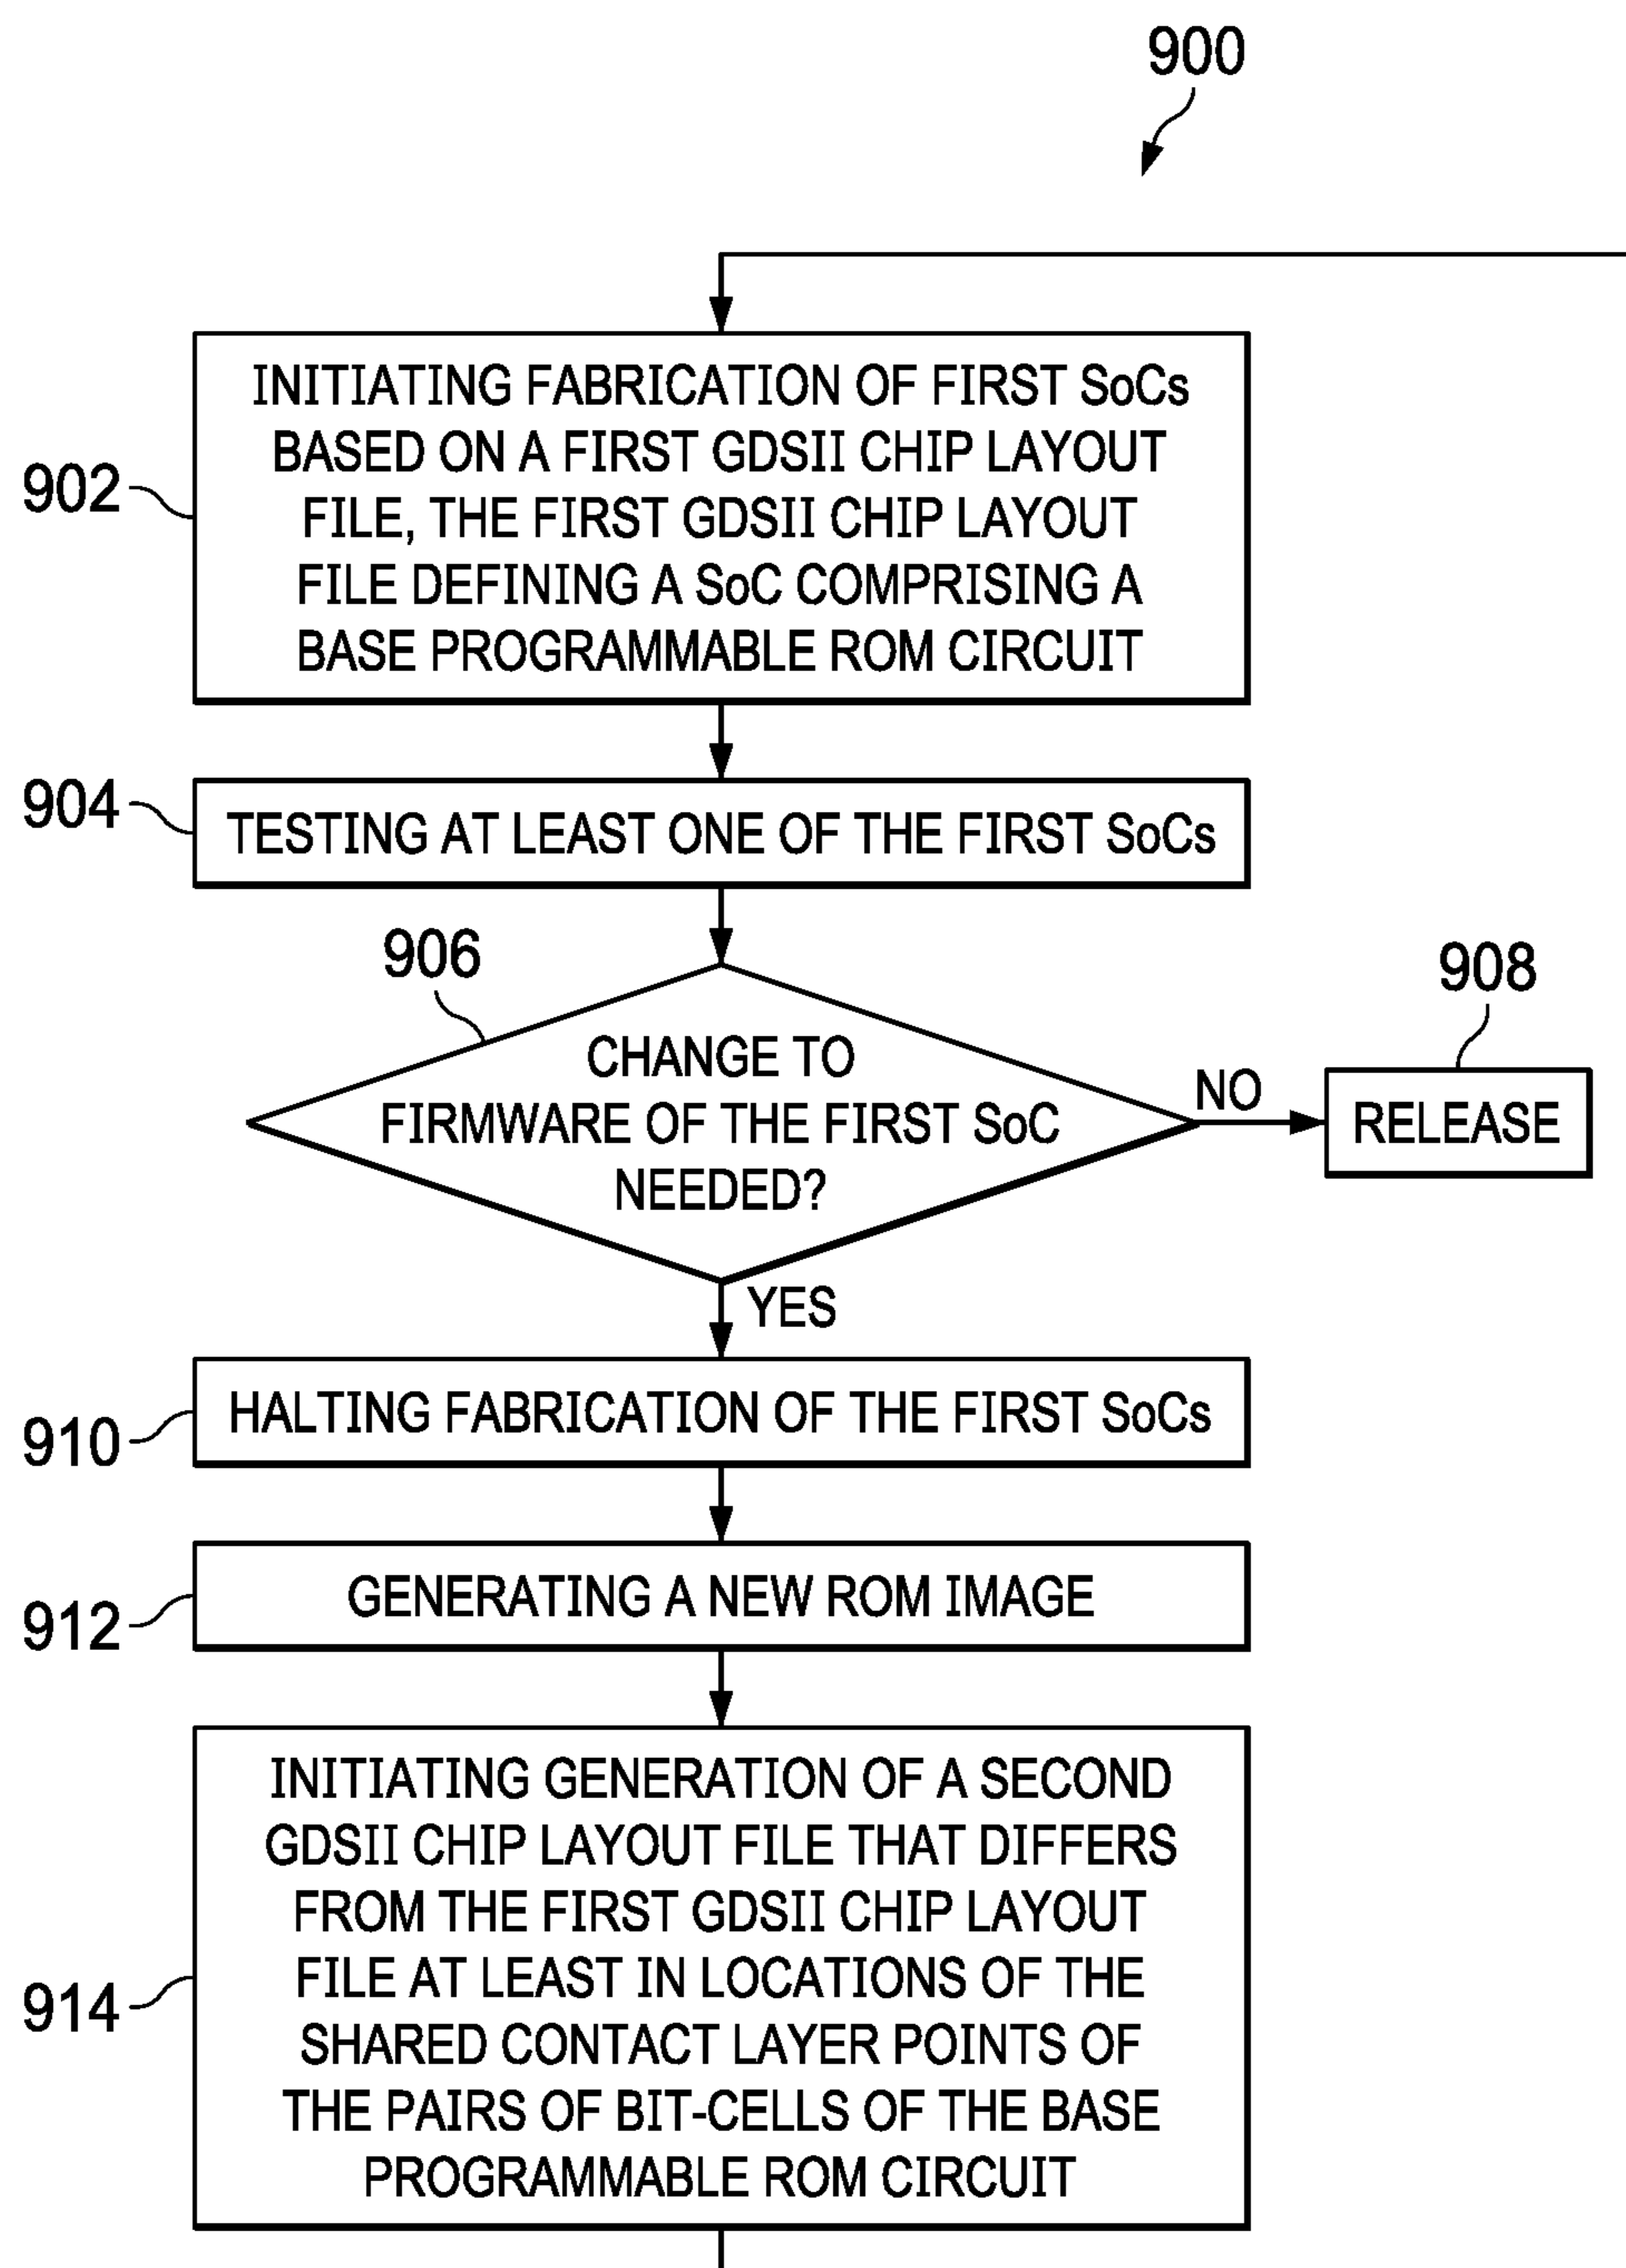 900
902
INITIATING FABRICATION OF FIRST SoCs
BASED ON A FIRST GDSII CHIP LAYOUT
FILE, THE FIRST GDSII CHIP LAYOUT
FILE DEFINING A SoC COMPRISING A
BASE PROGRAMMABLE ROM CIRCUIT
904
TESTING AT LEAST ONE OF THE FIRST SoCs
906
CHANGE TO
FIRMWARE OF THE FIRST SoC
NEEDED?
NO
908
RELEASE
YES
910
HALTING FABRICATION OF THE FIRST SoCs
912
GENERATING A NEW ROM IMAGE
914
INITIATING GENERATION OF A SECOND
GDSII CHIP LAYOUT FILE THAT DIFFERS
FROM THE FIRST GDSII CHIP LAYOUT
FILE AT LEAST IN LOCATIONS OF THE
SHARED CONTACT LAYER POINTS OF
THE PAIRS OF BIT-CELLS OF THE BASE
PROGRAMMABLE ROM CIRCUIT